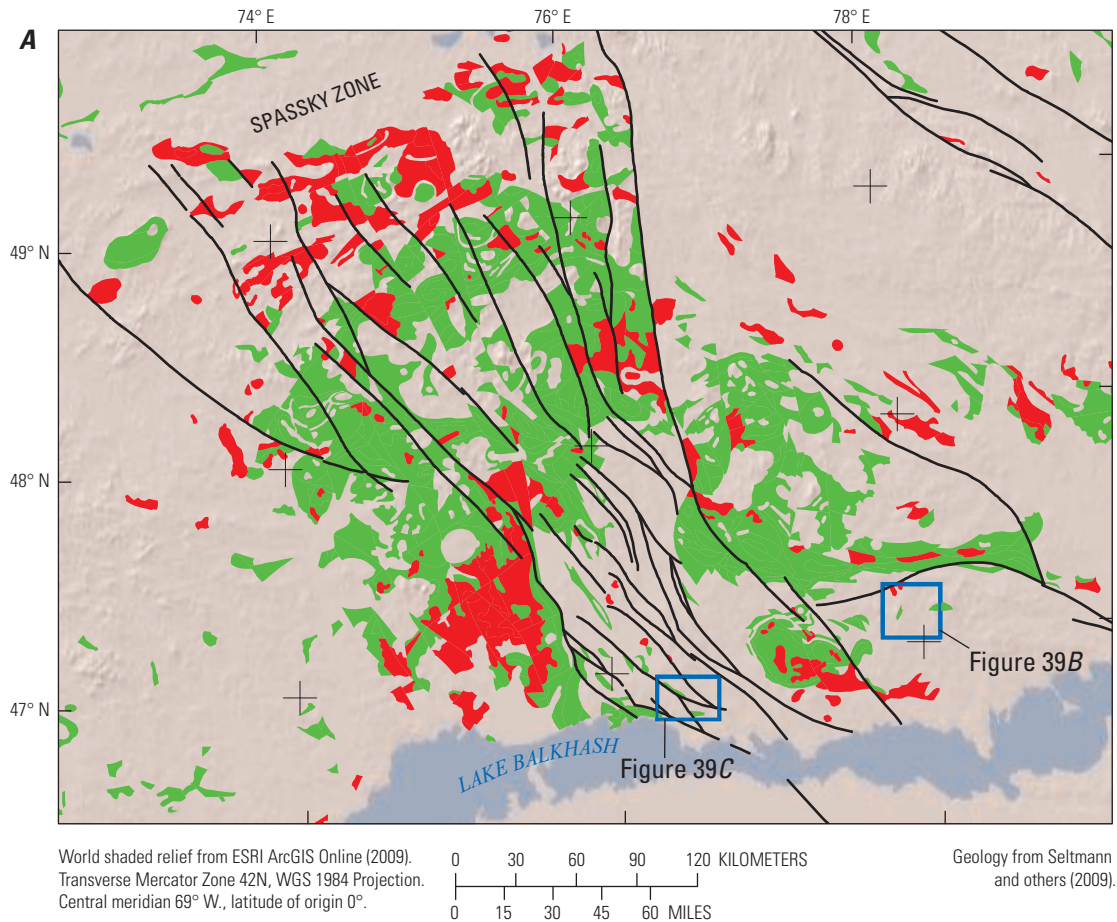 A
74° E
76° E
78° E
SPASSKY ZONE
49° N
48° N
47° N
Figure 39B
LAKE BALKHASH
Figure 39C
World shaded relief from ESRI ArcGIS Online (2009).
Transverse Mercator Zone 42N, WGS 1984 Projection.
Central meridian 69° W., latitude of origin 0°.
0 30 60 90 120 KILOMETERS
0 15 30 45 60 MILES
Geology from Seltmann
and others (2009).